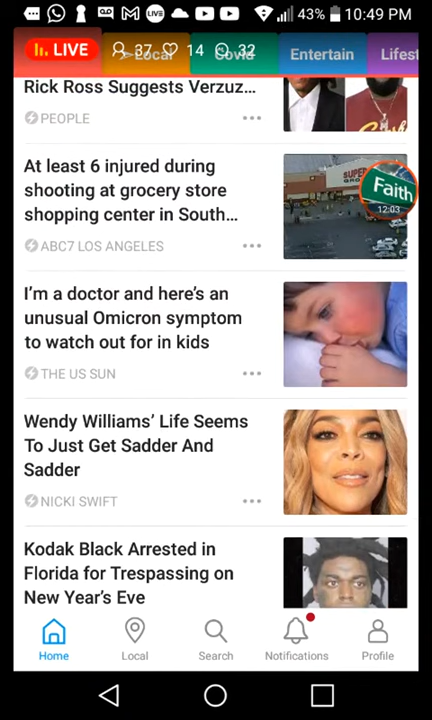 LIVE 43% 10:49 PM
LIVE 37 14 32
Local Covid Entertain Lifest
Rick Ross Suggests Verzuz...
PEOPLE
At least 6 injured during
shooting at grocery store
shopping center in South...
ABC7 LOS ANGELES
SUPER
Faith
12:03
I'm a doctor and here's an
unusual Omicron symptom
to watch out for in kids
THE US SUN
Wendy Williams' Life Seems
To Just Get Sadder And
Sadder
NICKI SWIFT
Kodak Black Arrested in
Florida for Trespassing on
New Year's Eve
Home Local Search Notifications Profile